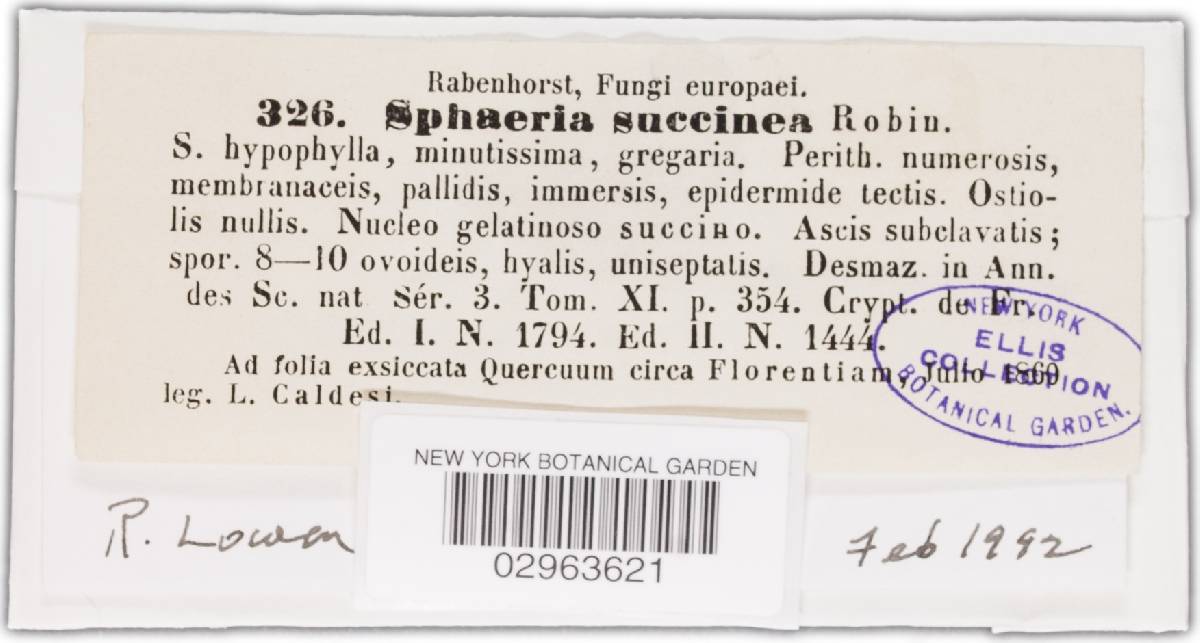 Rabenhorst, Fungi europaei.
326. Sphaeria succinea Robin.
S. hypophylla, minutissima, gregaria. Perith. numerosis,
membranaceis, pallidis, immersis, epidermide tectis. Ostio-
lis nullis. Nucleo gelatinoso succino. Ascis subclavatis;
spor. 8—10 ovoideis, hyalis, uniseptatis. Desmaz. in Ann.
des Sc. nat Sér. 3. Tom. XI. p. 354. Crypt. de Fr.
Ed. I. N. 1794. Ed. II. N. 1444.
Ad folia exsiccata Quercuum circa Florentiam, Julio 1860
leg. L. Caldesi.
NEW YORK
ELLIS
COLLECTION
BOTANICAL GARDEN.
NEW YORK BOTANICAL GARDEN
02963621
R. Lowen
Feb 1992